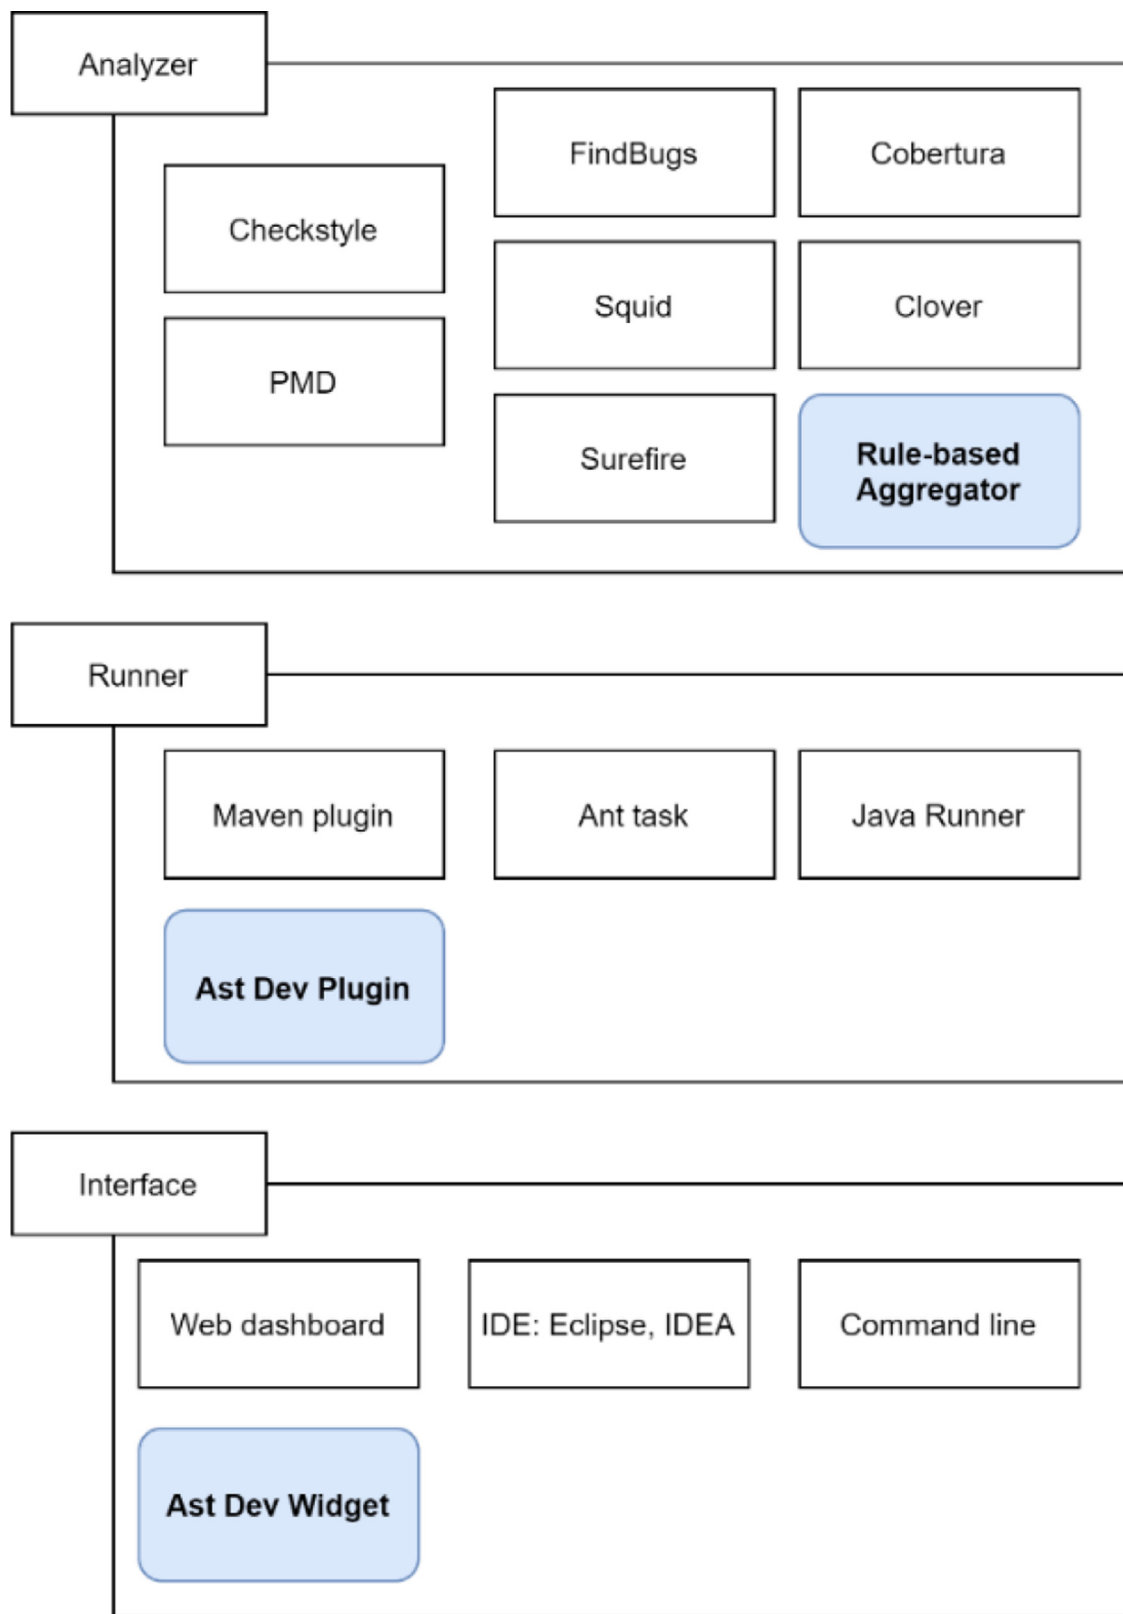 Analyzer
FindBugs
Cobertura
Checkstyle
Squid
Clover
PMD
Surefire
Rule-based
Aggregator
Runner
Maven plugin
Ant task
Java Runner
Ast Dev Plugin
Interface
Web dashboard
IDE: Eclipse, IDEA
Command line
Ast Dev Widget